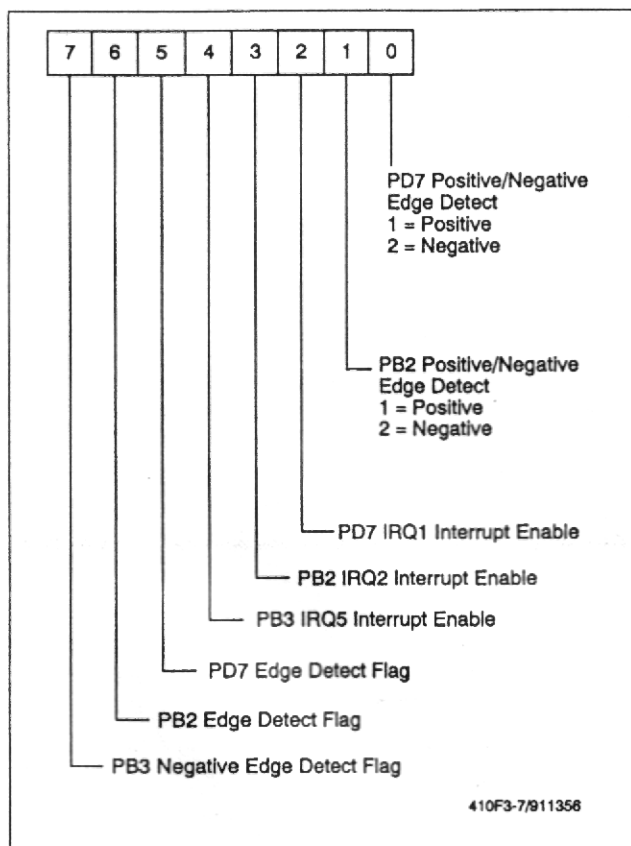 7 6 5 4 3 2 1 0
PD7 Positive/Negative
Edge Detect
1 = Positive
2 = Negative
PB2 Positive/Negative
Edge Detect
1 = Positive
2 = Negative
PD7 IRQ1 Interrupt Enable
PB2 IRQ2 Interrupt Enable
PB3 IRQ5 Interrupt Enable
PD7 Edge Detect Flag
PB2 Edge Detect Flag
PB3 Negative Edge Detect Flag
410F3-7/911356